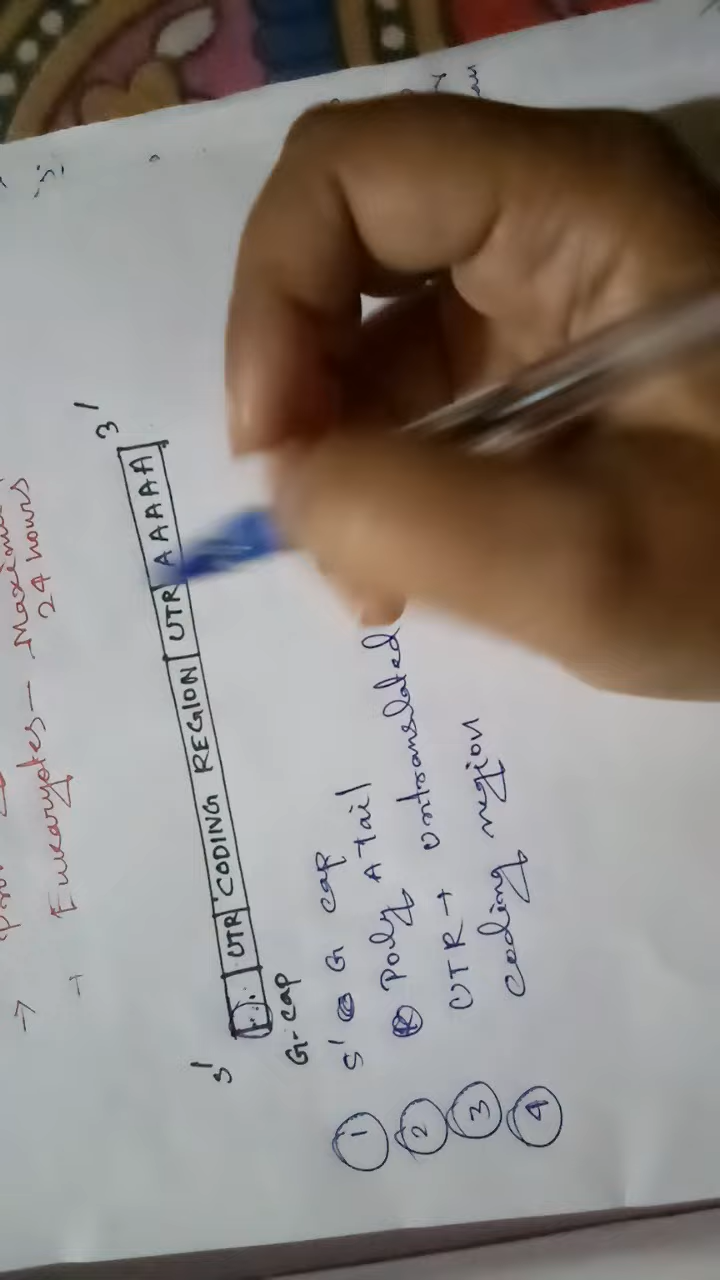 →
→ Eukaryotes - Maximum
24 hours
5' 3'
UTR CODING REGION UTR A A A A A
G-cap
① 5' G cap
② Poly A tail
③ UTR → Untranslated
④ Coding region